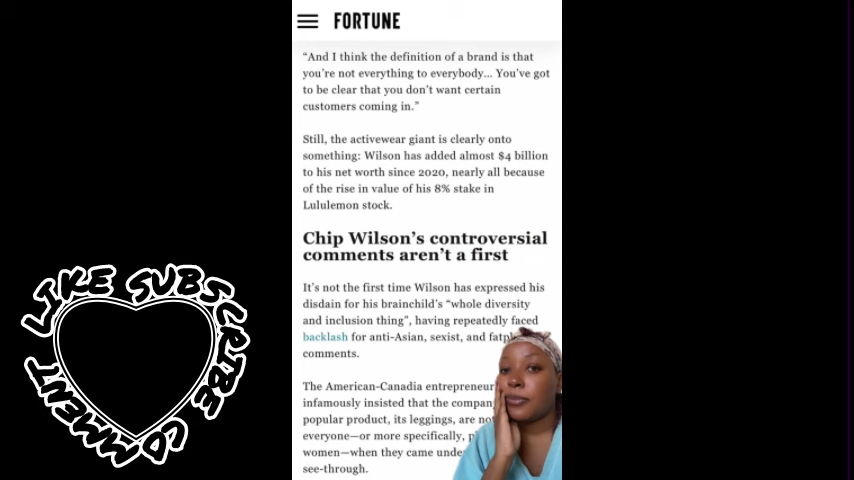 FORTUNE
“And I think the definition of a brand is that
you’re not everything to everybody... You’ve got
to be clear that you don’t want certain
customers coming in.”
Still, the activewear giant is clearly onto
something: Wilson has added almost $4 billion
to his net worth since 2020, nearly all because
of the rise in value of his 8% stake in
Lululemon stock.
Chip Wilson’s controversial
comments aren’t a first
It’s not the first time Wilson has expressed his
disdain for his brainchild’s “whole diversity
and inclusion thing”, having repeatedly faced
backlash for anti-Asian, sexist, and
comments.
The American-Canada entrepreneur
infamously insisted that the
popular product, its leggings, are
everyone—or more specifically,
women—when they came
see-through.
LIKE SUBSCRIBE COMMENT